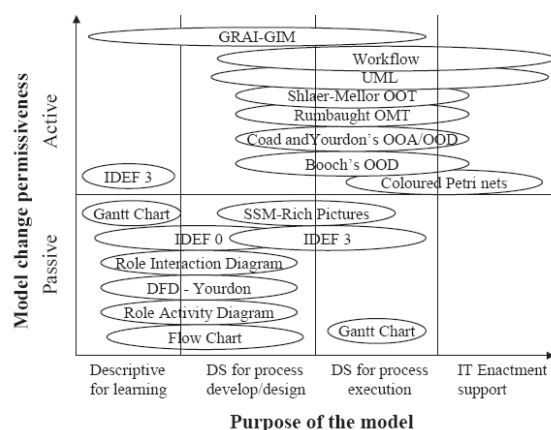 GRAI-GIM
Workflow
UML
Shlaer-Mellor OOT
Rumbaught OMT
Coad andYourdon's OOA/OOD
Booch's OOD
IDEF 3
Coloured Petri nets
Gantt Chart
SSM-Rich Pictures
IDEF 0
IDEF 3
Role Interaction Diagram
DFD - Yourdon
Role Activity Diagram
Flow Chart
Gantt Chart
Model change permissiveness
Active
Passive
Descriptive
for learning
DS for process
develop/design
DS for process
execution
IT Enactment
support
Purpose of the model